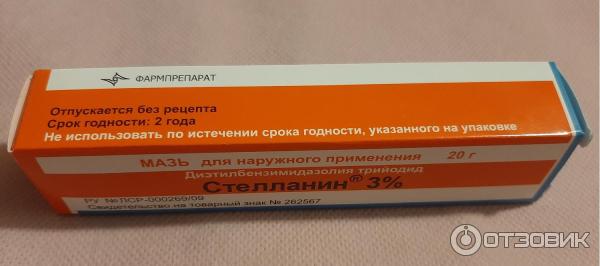 ФАРМПРЕПАРАТ
Отпускается без рецепта
Срок годности: 2 года
Не использовать по истечении срока годности, указанного на упаковке
МАЗЬ для наружного применения 20 г
Диэтилбензимидазолия трийодид
Стелланин® 3%
РУ №ЛСР-000269/09
Свидетельство на товарный знак № 262567
ОТЗОВИК